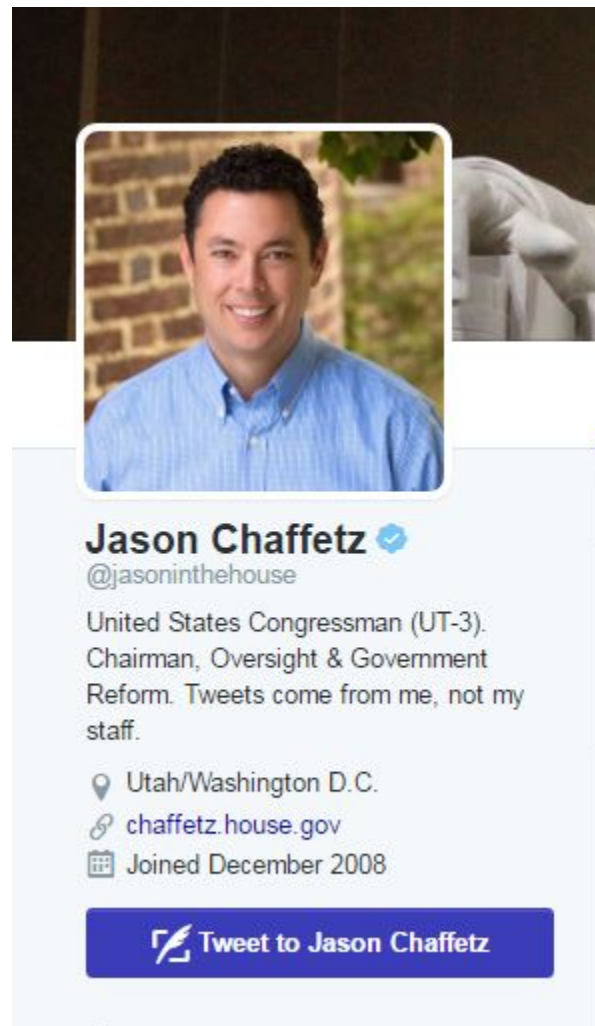 Jason Chaffetz
@jasoninthehouse
United States Congressman (UT-3).
Chairman, Oversight & Government
Reform. Tweets come from me, not my
staff.
Utah/Washington D.C.
chaffetz.house.gov
Joined December 2008
Tweet to Jason Chaffetz